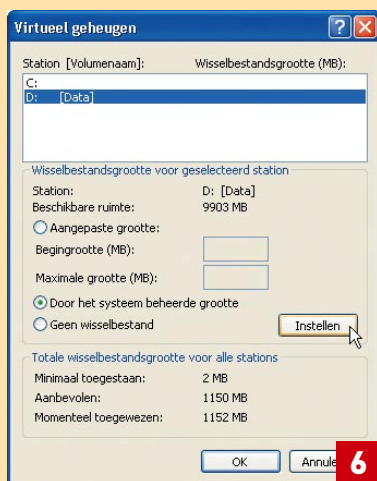 Virtueel geheugen
Station [Volumenaam]: Wisselbestandsgrootte (MB):
C:
D: [Data]
Wisselbestandsgrootte voor geselecteerd station
Station: D: [Data]
Beschikbare ruimte: 9903 MB
Aangepaste grootte:
Begingrootte (MB):
Maximale grootte (MB):
Door het systeem beheerde grootte
Geen wisselbestand Instellen
Totale wisselbestandsgrootte voor alle stations
Minimaal toegestaan: 2 MB
Aanbevolen: 1150 MB
Momenteel toegewezen: 1152 MB
OK Annule
6